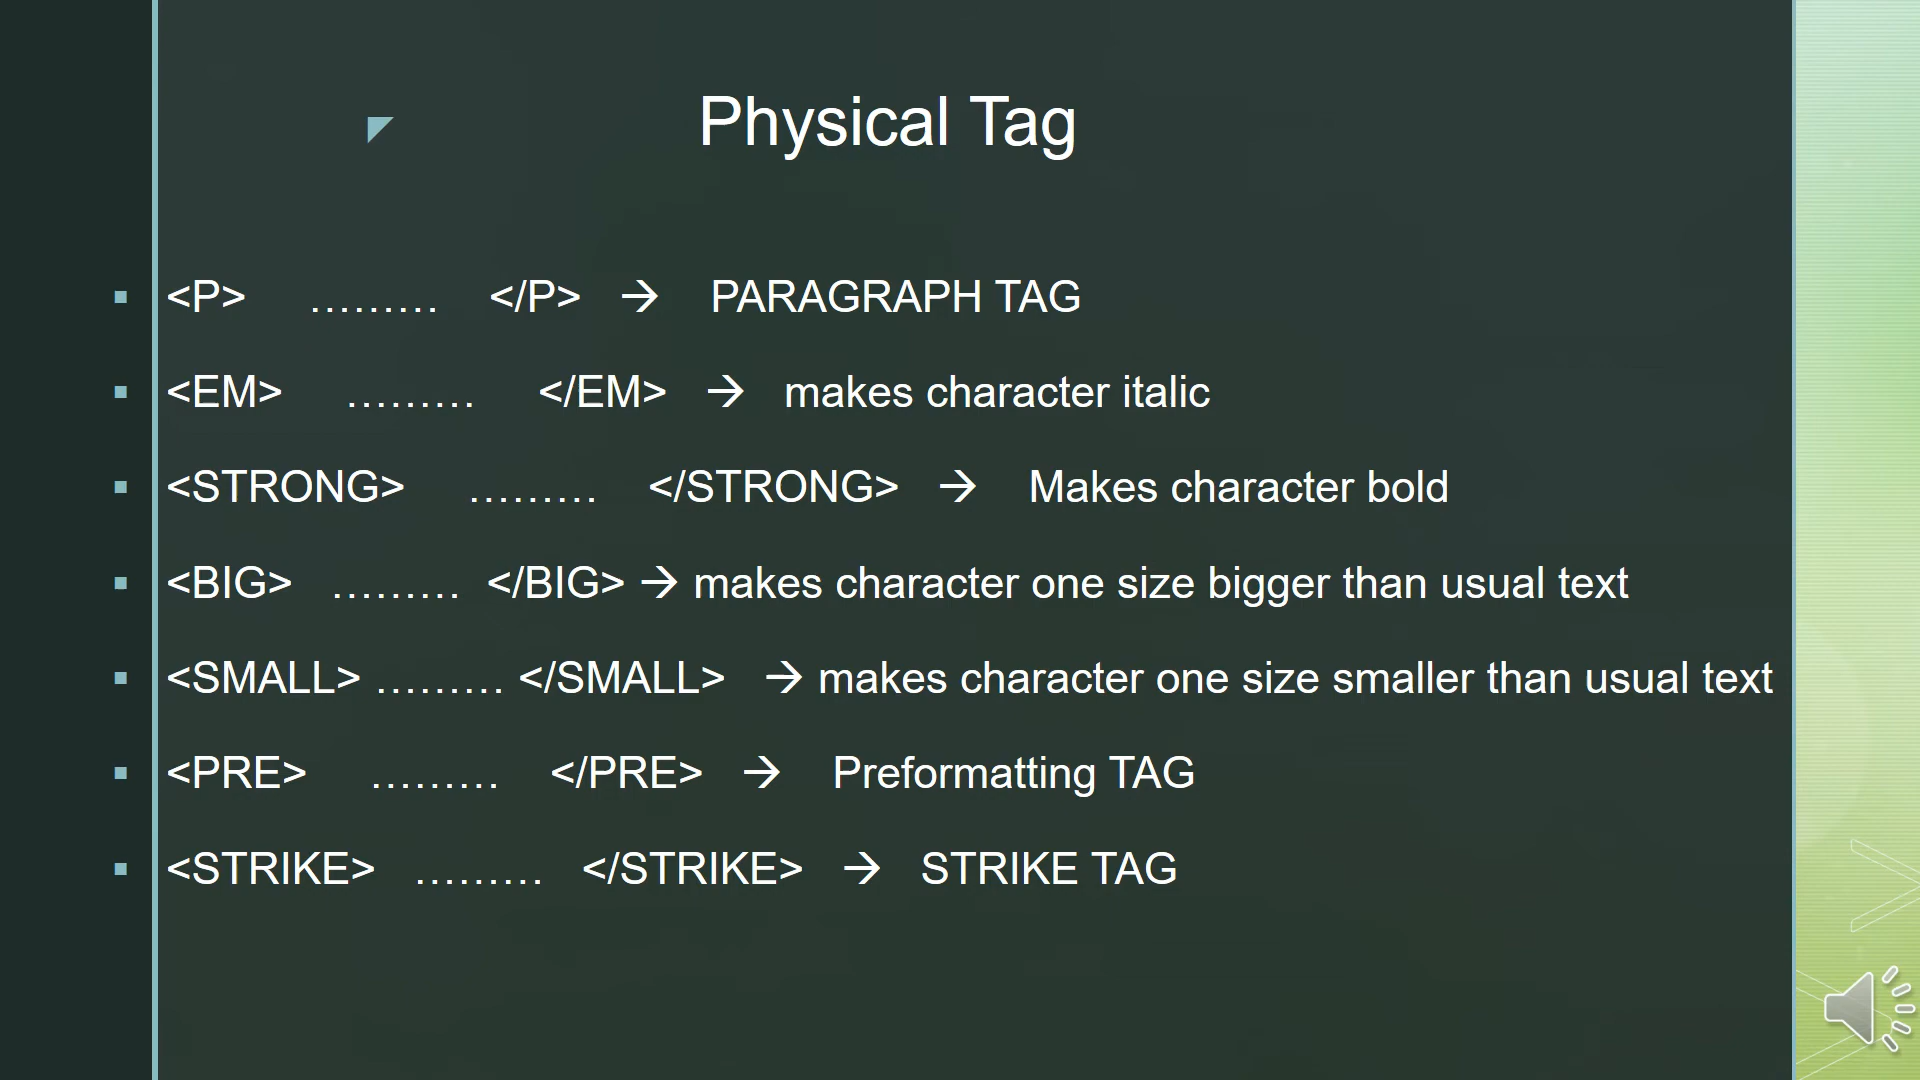 Physical Tag
▪ <P> ……… </P> → PARAGRAPH TAG
▪ <EM> ……… </EM> → makes character italic
▪ <STRONG> ……… </STRONG> → Makes character bold
▪ <BIG> ……… </BIG> → makes character one size bigger than usual text
▪ <SMALL> ……… </SMALL> → makes character one size smaller than usual text
▪ <PRE> ……… </PRE> → Preformatting TAG
▪ <STRIKE> ……… </STRIKE> → STRIKE TAG